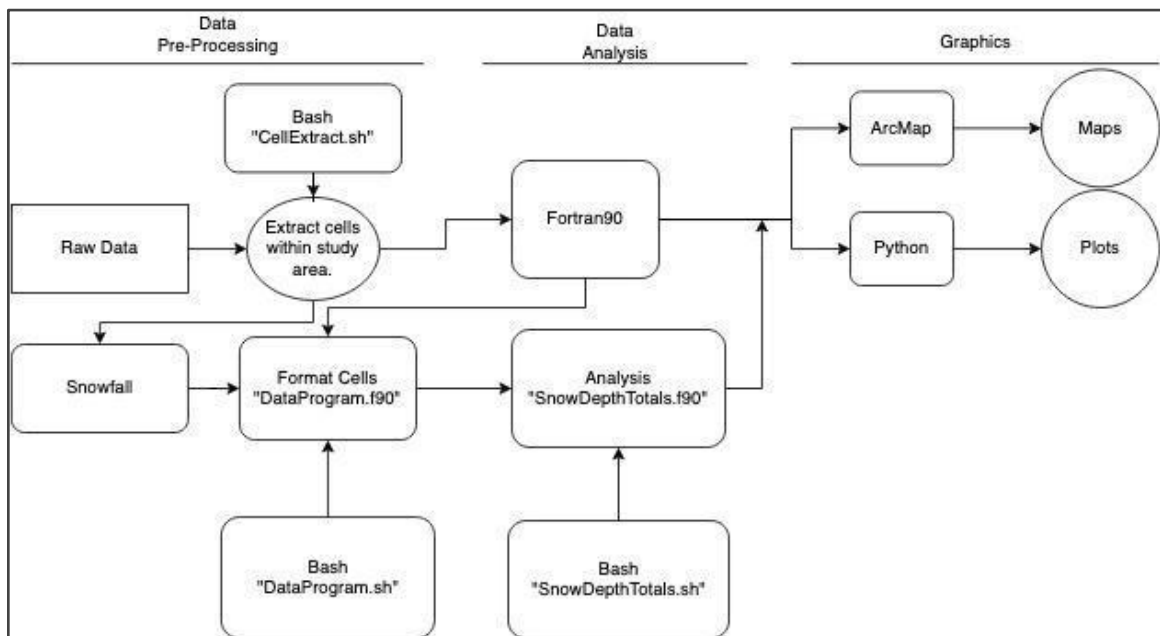 Data
Pre-Processing
Data
Analysis
Graphics
Bash
"CellExtract.sh"
ArcMap
Maps
Raw Data
Extract cells
within study
area.
Fortran90
Python
Plots
Snowfall
Format Cells
"DataProgram.f90"
Analysis
"SnowDepthTotals.f90"
Bash
"DataProgram.sh"
Bash
"SnowDepthTotals.sh"